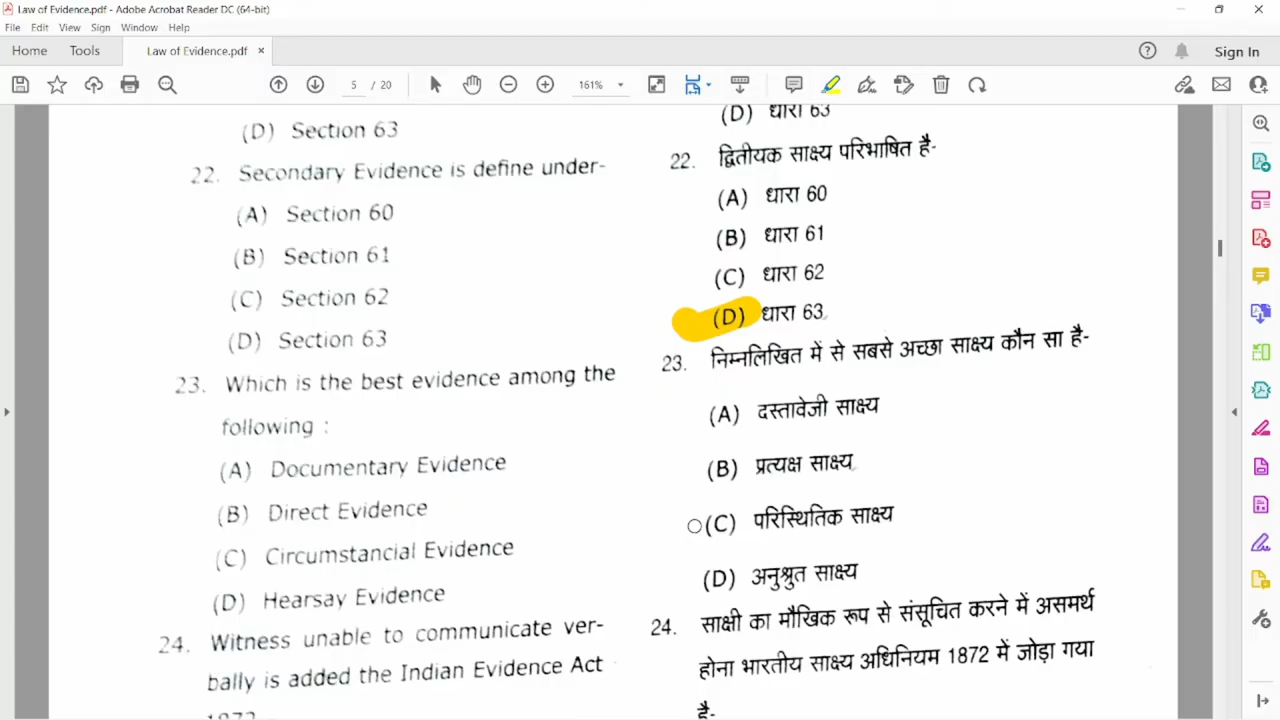 Law of Evidence.pdf - Adobe Acrobat Reader DC (64-bit)
File Edit View Sign Window Help
Home Tools Law of Evidence.pdf × Sign In
5 / 20 161%
(D) Section 63
22. Secondary Evidence is define under-
(A) Section 60
(B) Section 61
(C) Section 62
(D) Section 63
23. Which is the best evidence among the
following :
(A) Documentary Evidence
(B) Direct Evidence
(C) Circumstancial Evidence
(D) Hearsay Evidence
24. Witness unable to communicate ver-
bally is added the Indian Evidence Act
(D) धारा 63
22. द्वितीयक साक्ष्य परिभाषित है-
(A) धारा 60
(B) धारा 61
(C) धारा 62
(D) धारा 63
23. निम्नलिखित में से सबसे अच्छा साक्ष्य कौन सा है-
(A) दस्तावेजी साक्ष्य
(B) प्रत्यक्ष साक्ष्य
(C) परिस्थितिक साक्ष्य
(D) अनुश्रुत साक्ष्य
24. साक्षी का मौखिक रूप से संसूचित करने में असमर्थ
होना भारतीय साक्ष्य अधिनियम 1872 में जोड़ा गया
है-